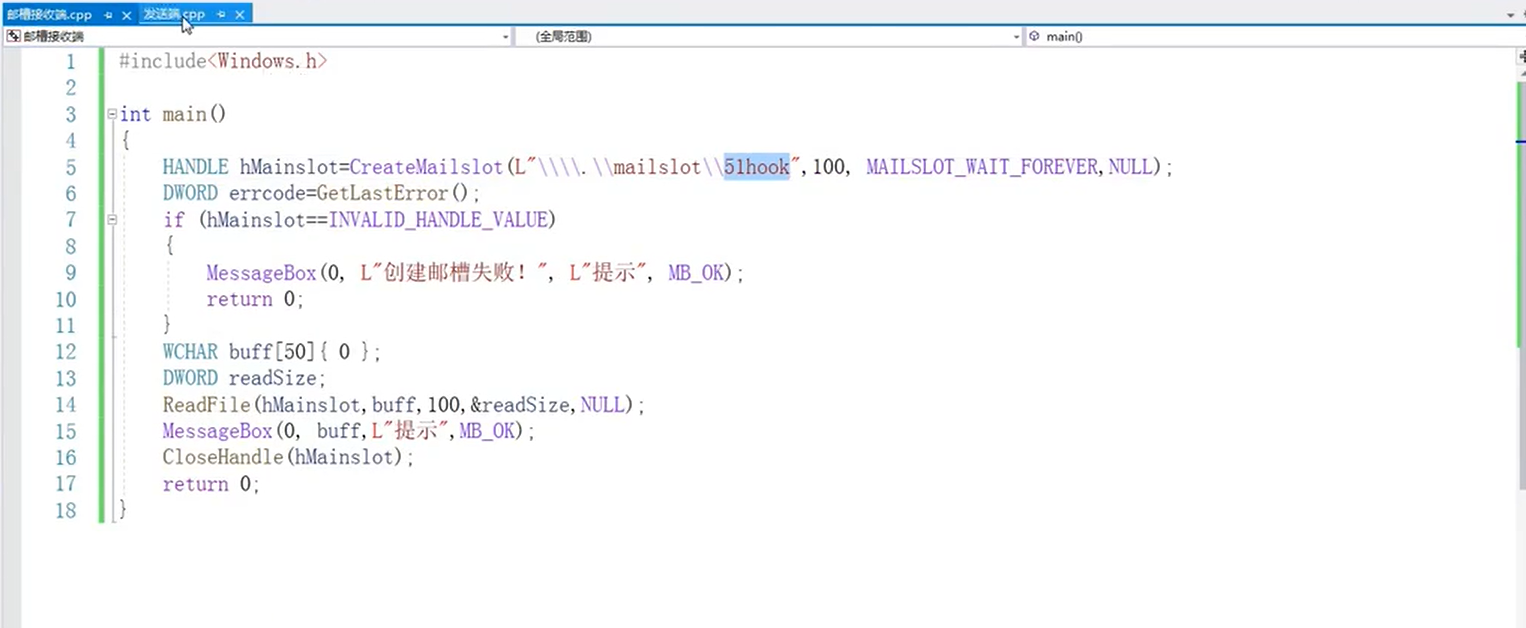 邮槽接收端.cpp 发送端.cpp
邮槽接收端 (全局范围) main()
1 #include<Windows.h>
2
3 int main()
4 {
5 HANDLE hMainslot=CreateMailslot(L"\\\\.\\mailslot\\51hook",100, MAILSLOT_WAIT_FOREVER,NULL);
6 DWORD errcode=GetLastError();
7 if (hMainslot==INVALID_HANDLE_VALUE)
8 {
9 MessageBox(0, L"创建邮槽失败!", L"提示", MB_OK);
10 return 0;
11 }
12 WCHAR buff[50]{ 0 };
13 DWORD readSize;
14 ReadFile(hMainslot,buff,100,&readSize,NULL);
15 MessageBox(0, buff,L"提示",MB_OK);
16 CloseHandle(hMainslot);
17 return 0;
18 }